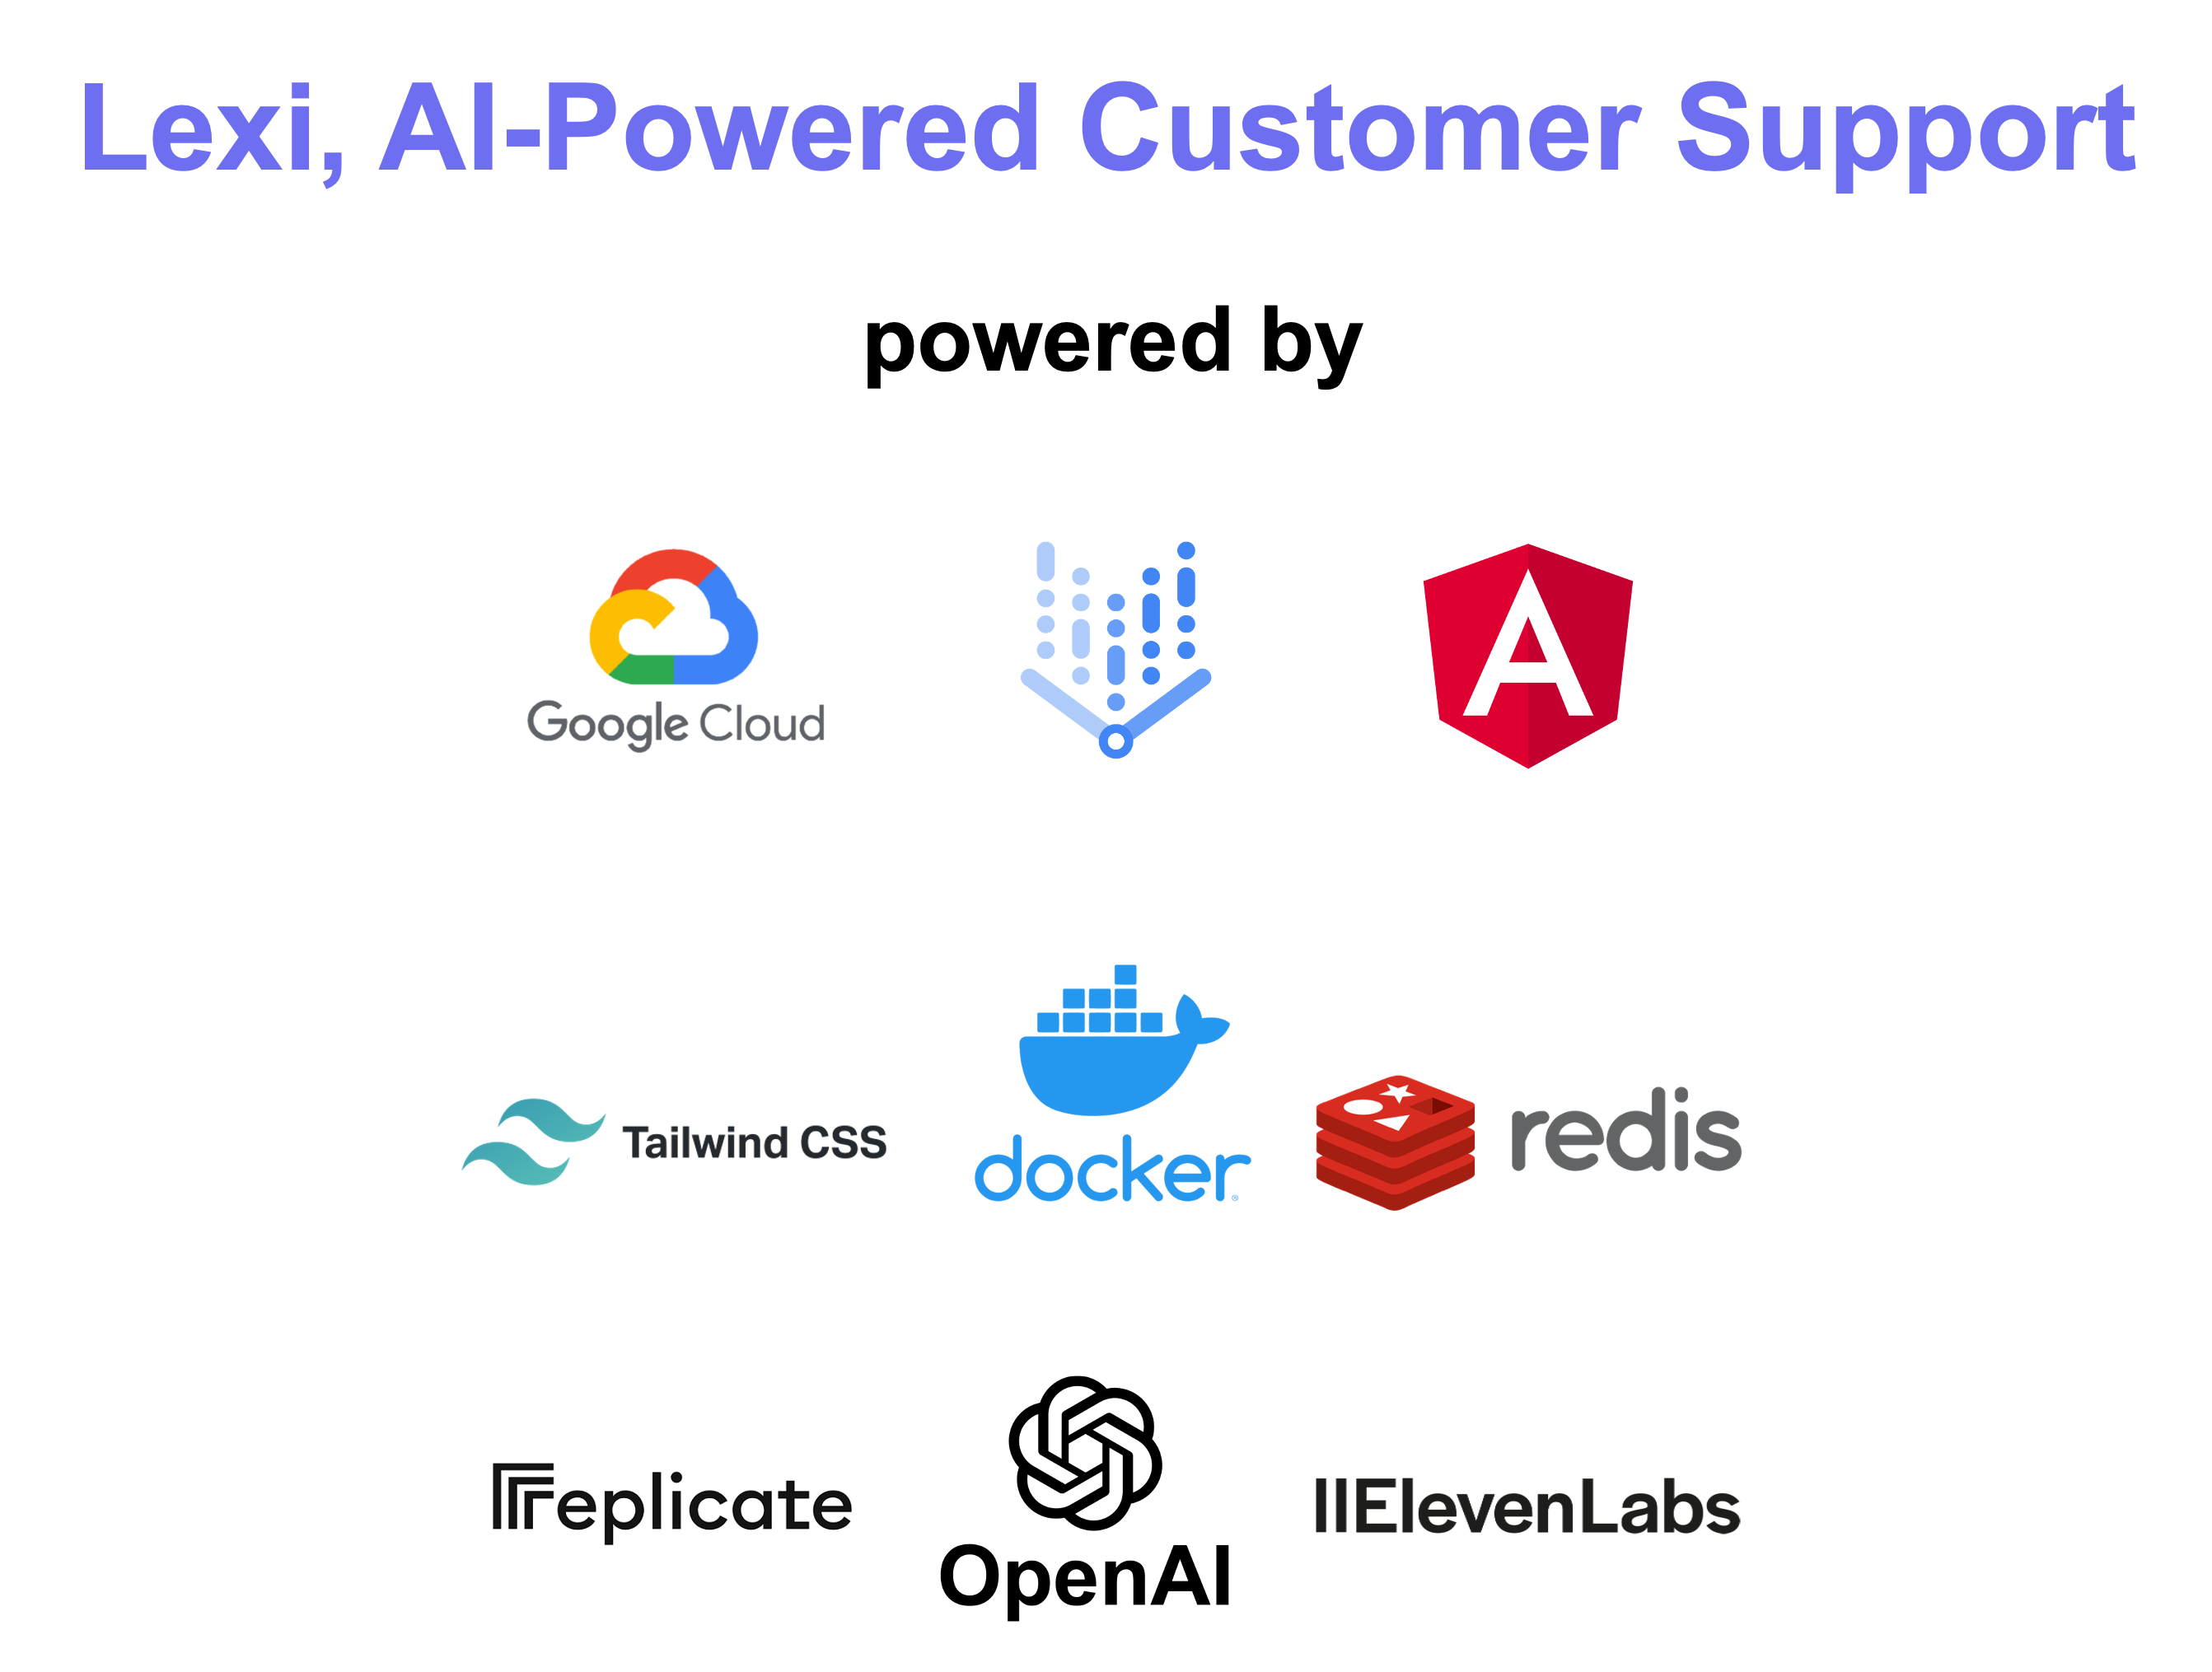 Lexi, AI-Powered Customer Support
powered by
Google Cloud
Tailwind CSS
docker
redis
replicate
OpenAI
IIElevenLabs